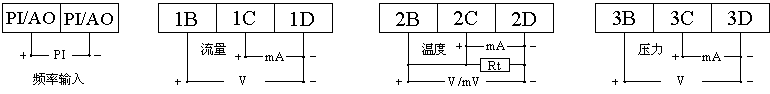 PI/AO PI/AO
+ PI −
频率输入
1B 1C 1D
流量
+ mA −
+ V −
2B 2C 2D
温度
+ mA −
Rt
+ V/mV −
3B 3C 3D
压力
+ mA −
+ V −